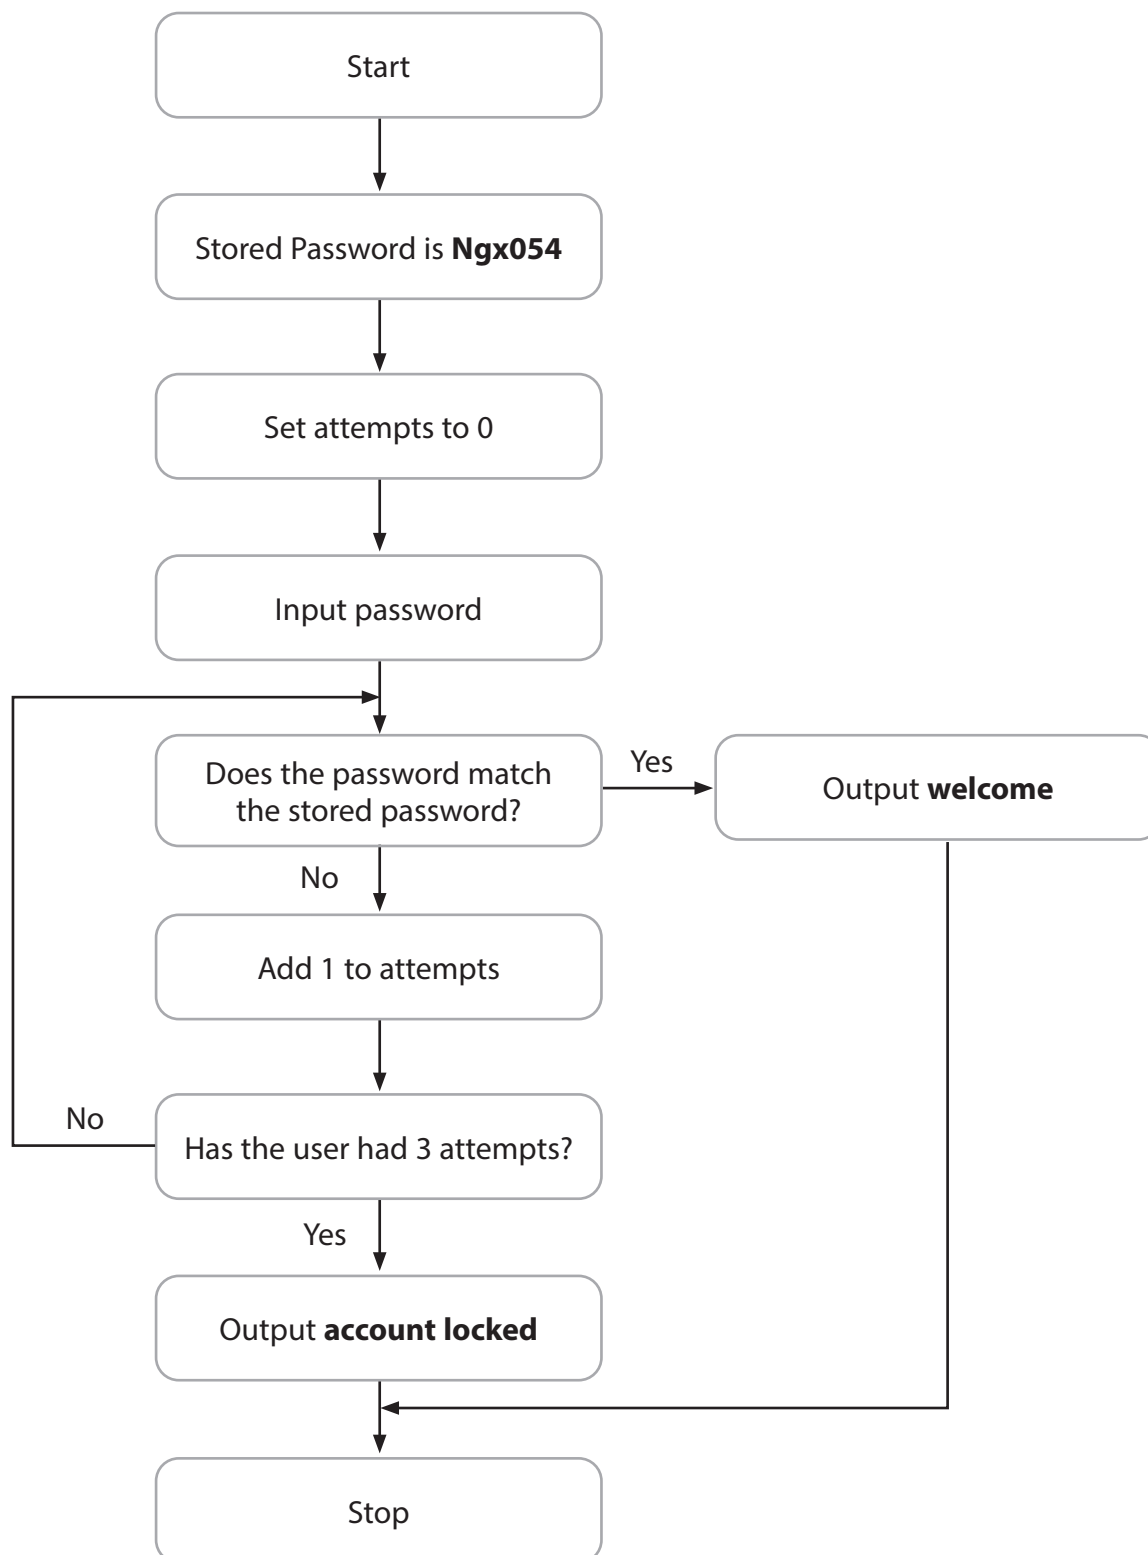 Start
Stored Password is Ngx054
Set attempts to 0
Input password
Does the password match
the stored password?
Yes
Output welcome
No
Add 1 to attempts
No
Has the user had 3 attempts?
Yes
Output account locked
Stop